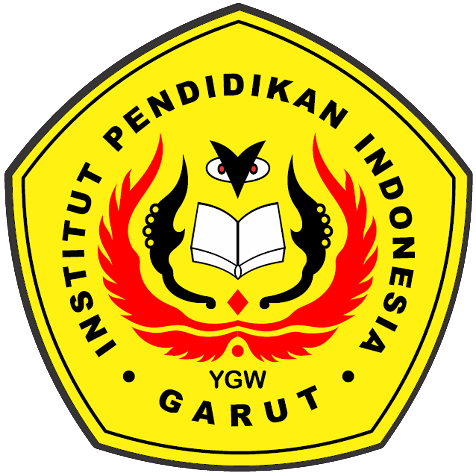 INSTITUT PENDIDIKAN INDONESIA
YGW
GARUT